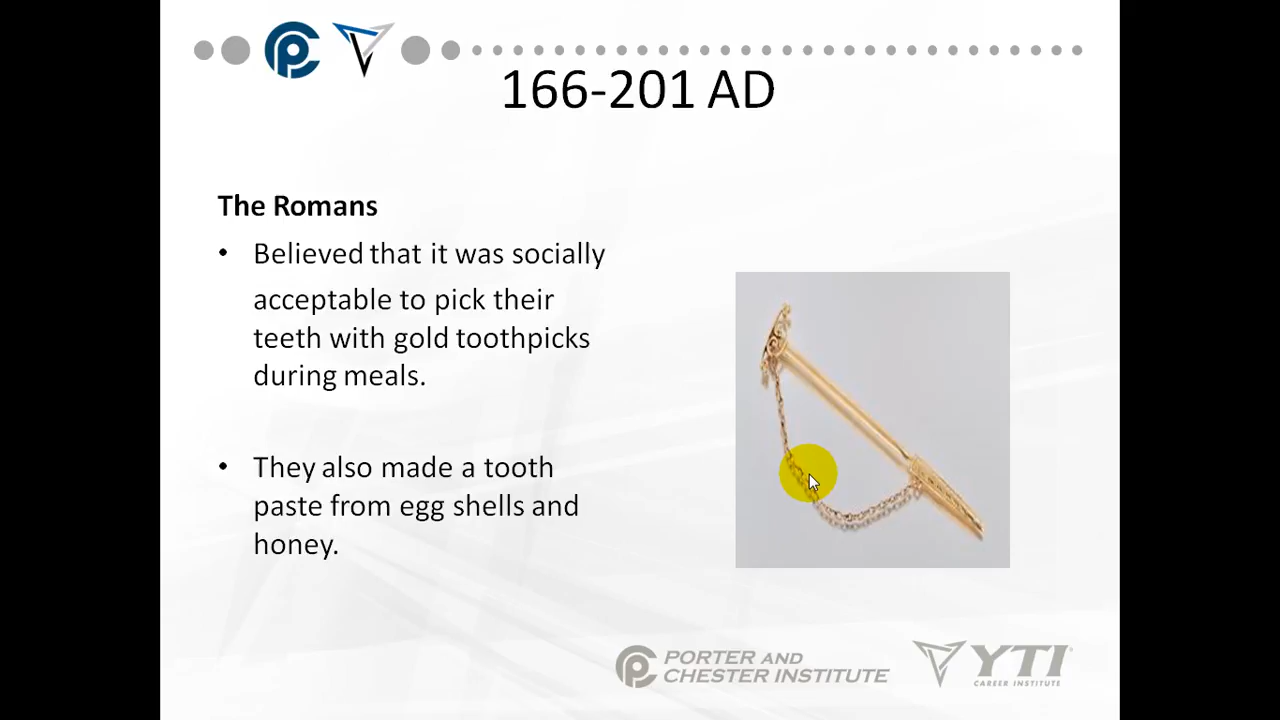 166-201 AD
The Romans
• Believed that it was socially
acceptable to pick their
teeth with gold toothpicks
during meals.
• They also made a tooth
paste from egg shells and
honey.
PORTER AND
CHESTER INSTITUTE
YTI
CAREER INSTITUTE